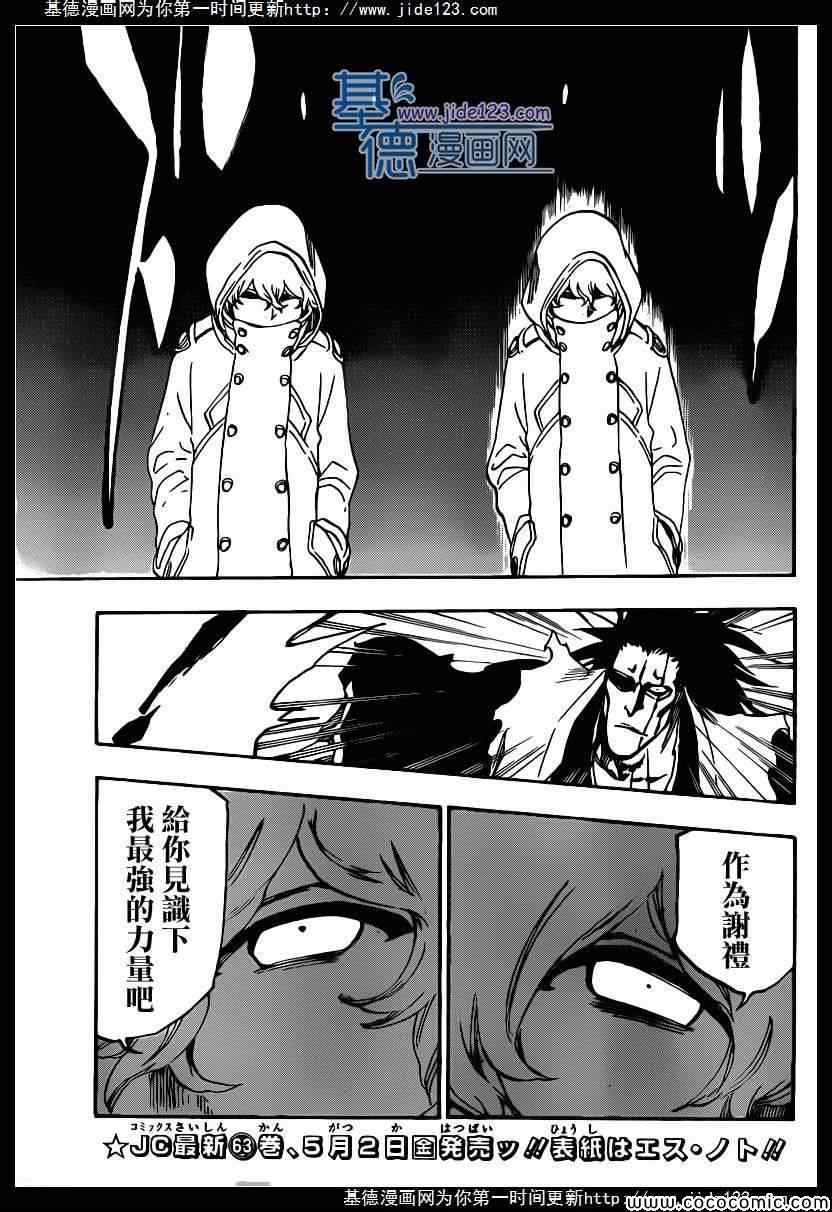 基德漫画网为你第一时间更新http：//www.jide123.com
基德漫画网
www.jide123.com
作為謝禮
給你見識下
我最強的力量吧
コミックス さいしん かん がつ か はつばい ひょうし
☆JC最新63巻、5月2日金発売ッ!!表紙はエス・ノト!!
基德漫画网为你第一时间更新http://www.jide123.com
www.cococomic.com